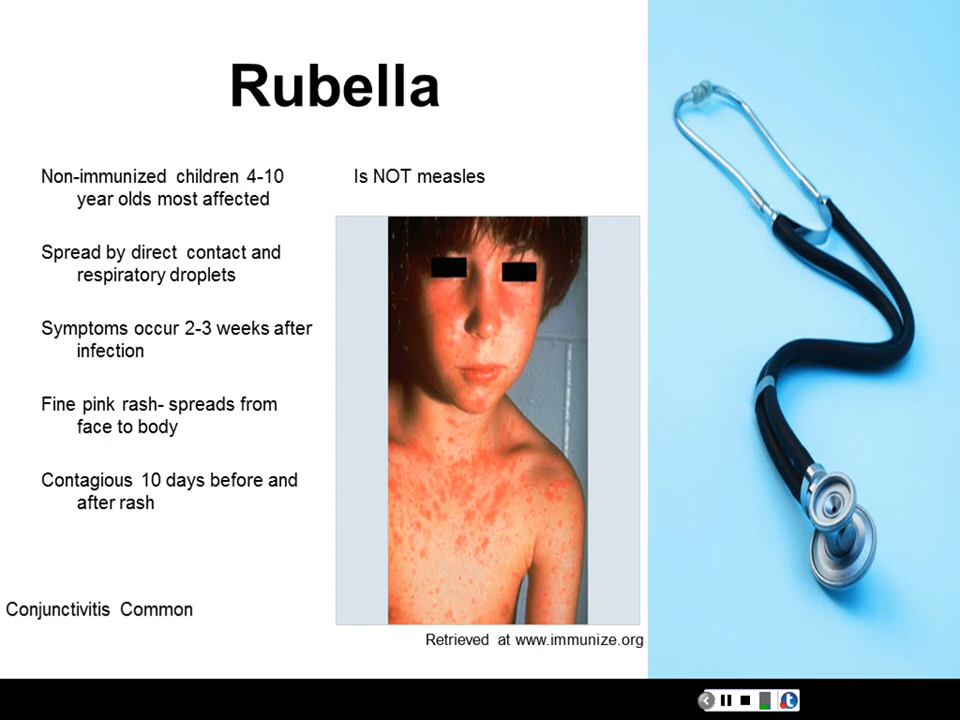 Rubella
Non-immunized children 4-10
year olds most affected
Spread by direct contact and
respiratory droplets
Symptoms occur 2-3 weeks after
infection
Fine pink rash- spreads from
face to body
Contagious 10 days before and
after rash
Conjunctivitis Common
Is NOT measles
Retrieved at www.immunize.org